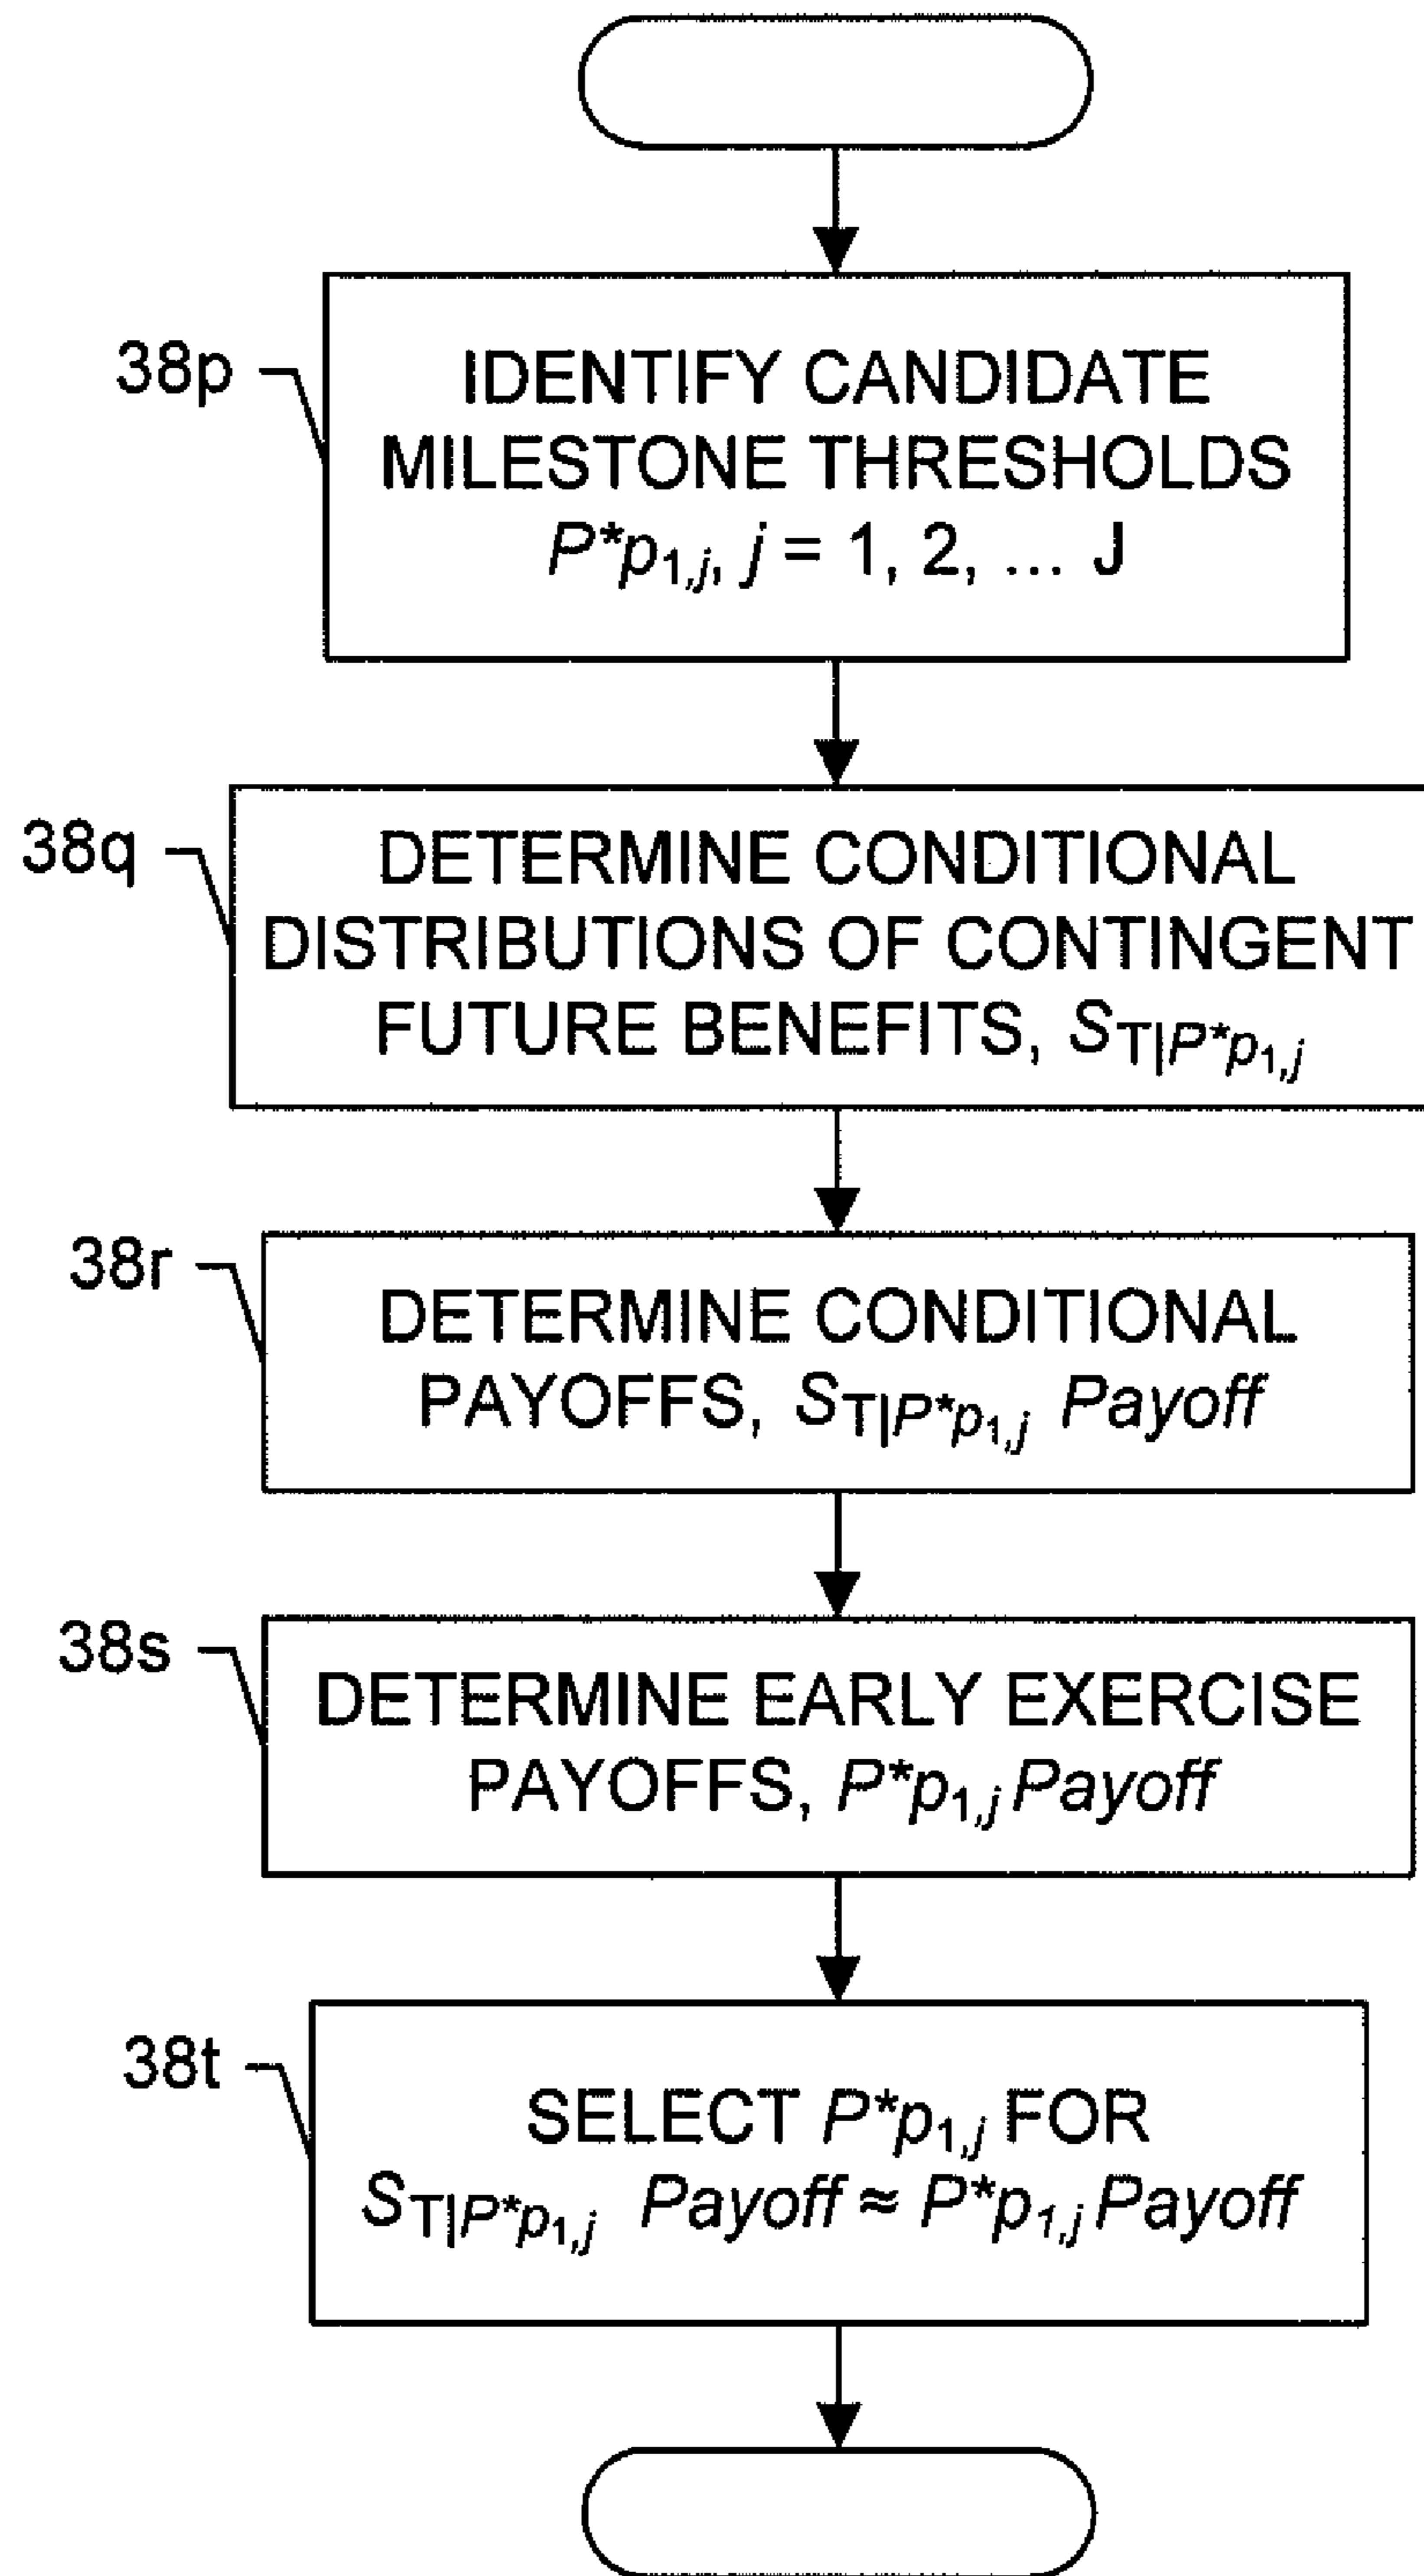 38p
IDENTIFY CANDIDATE
MILESTONE THRESHOLDS
P*p1,j, j = 1, 2, ... J
38q
DETERMINE CONDITIONAL
DISTRIBUTIONS OF CONTINGENT
FUTURE BENEFITS, ST|P*p1,j
38r
DETERMINE CONDITIONAL
PAYOFFS, ST|P*p1,j Payoff
38s
DETERMINE EARLY EXERCISE
PAYOFFS, P*p1,j Payoff
38t
SELECT P*p1,j FOR
ST|P*p1,j Payoff ≈ P*p1,j Payoff